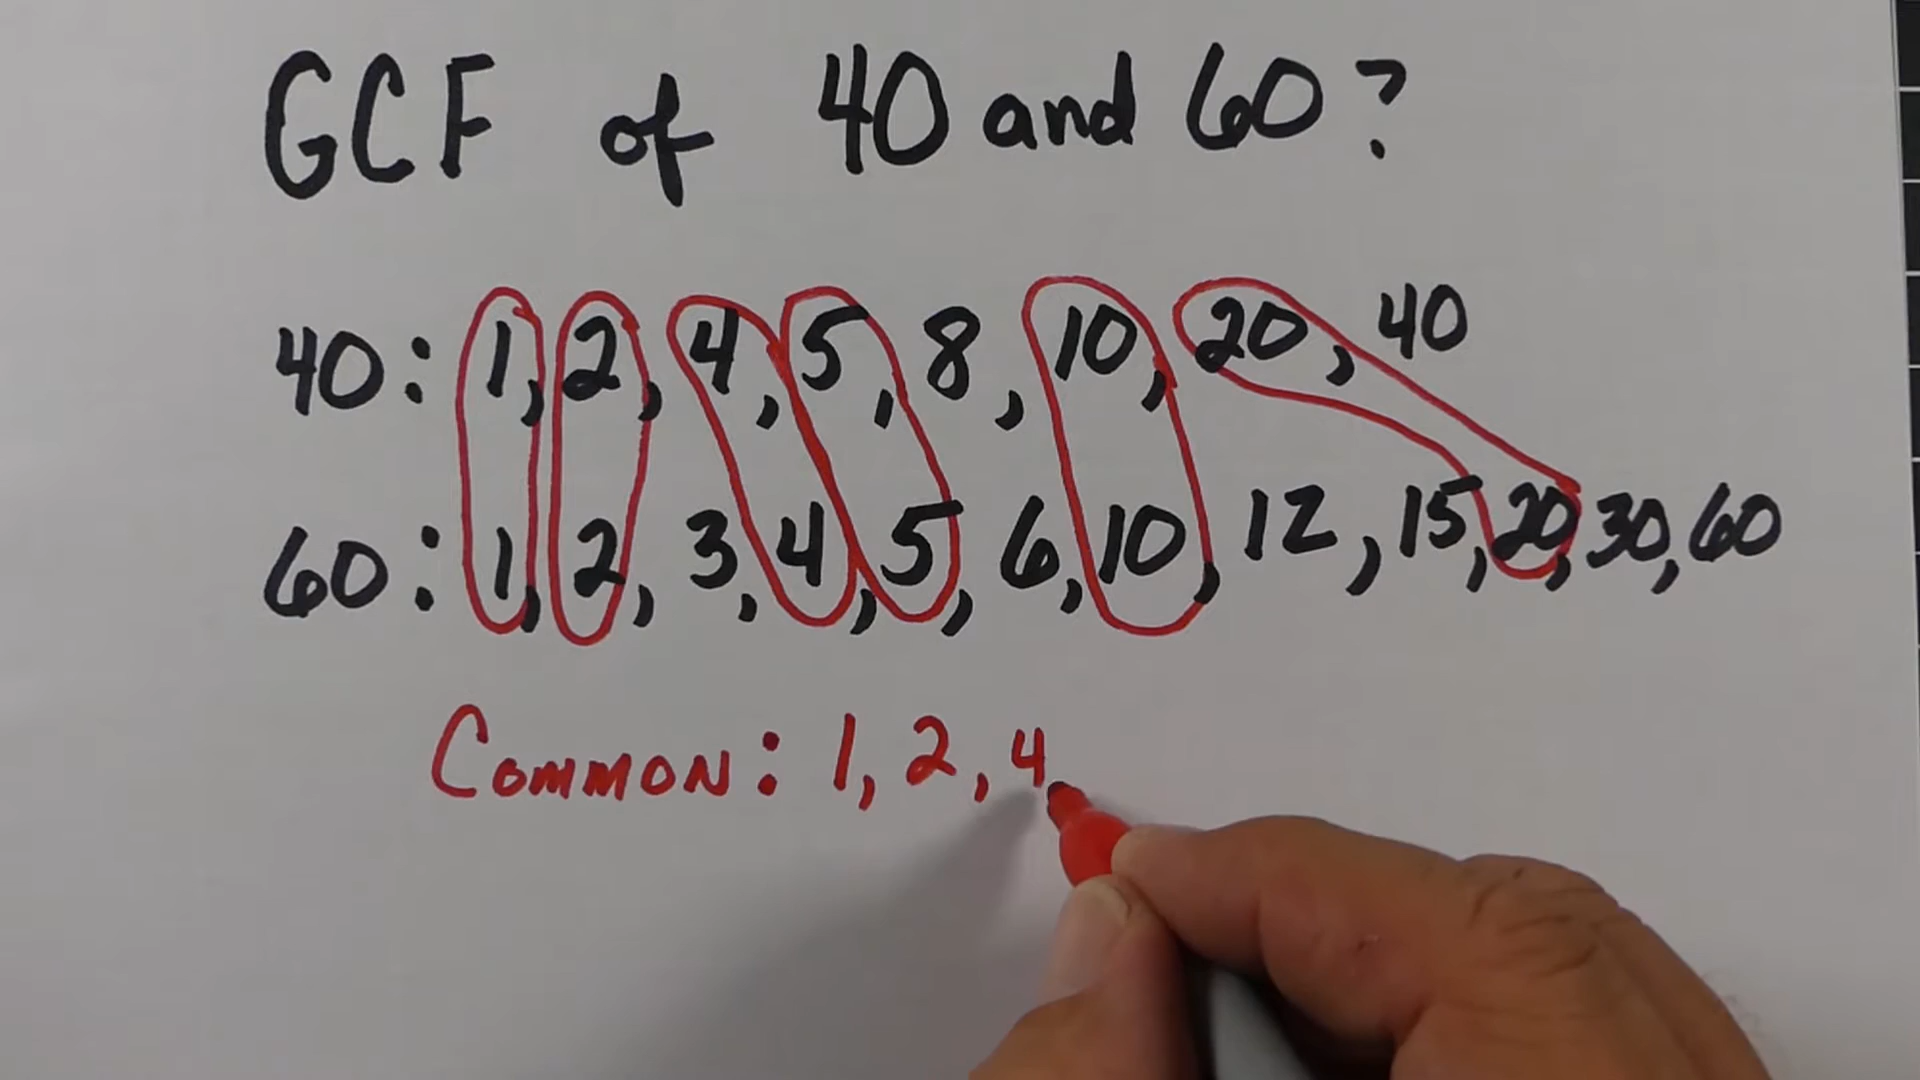 GCF of 40 and 60?
40: 1, 2, 4, 5, 8, 10, 20, 40
60: 1, 2, 3, 4, 5, 6, 10, 12, 15, 20, 30, 60
Common: 1, 2, 4